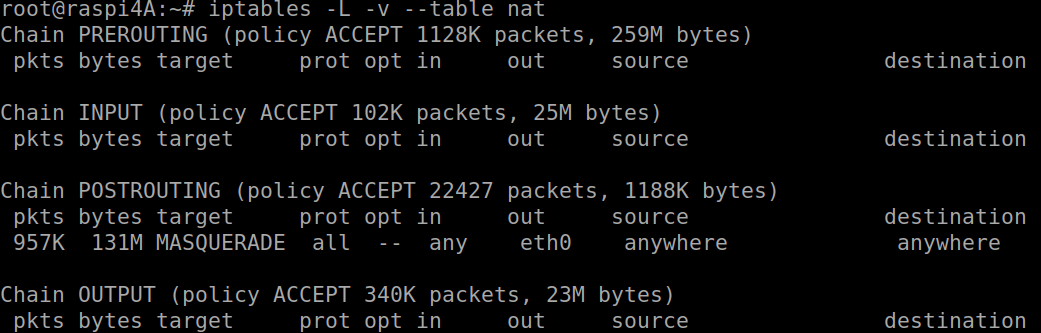 root@raspi4A:~# iptables -L -v --table nat
Chain PREROUTING (policy ACCEPT 1128K packets, 259M bytes)
 pkts bytes target     prot opt in     out     source               destination

Chain INPUT (policy ACCEPT 102K packets, 25M bytes)
 pkts bytes target     prot opt in     out     source               destination

Chain POSTROUTING (policy ACCEPT 22427 packets, 1188K bytes)
 pkts bytes target     prot opt in     out     source               destination
 957K  131M MASQUERADE  all  --  any    eth0    anywhere             anywhere

Chain OUTPUT (policy ACCEPT 340K packets, 23M bytes)
 pkts bytes target     prot opt in     out     source               destination